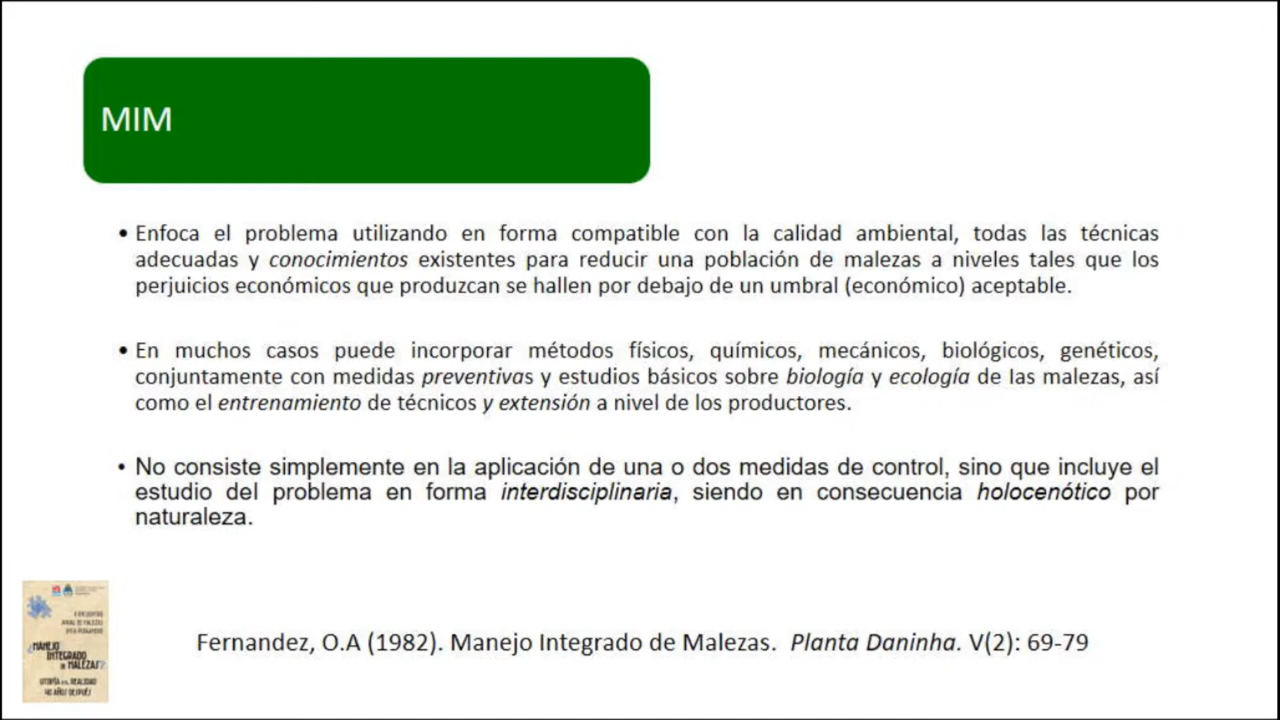 MIM
• Enfoca el problema utilizando en forma compatible con la calidad ambiental, todas las técnicas
adecuadas y conocimientos existentes para reducir una población de malezas a niveles tales que los
perjuicios económicos que produzcan se hallen por debajo de un umbral (económico) aceptable.
• En muchos casos puede incorporar métodos físicos, químicos, mecánicos, biológicos, genéticos,
conjuntamente con medidas preventivas y estudios básicos sobre biología y ecología de las malezas, así
como el entrenamiento de técnicos y extensión a nivel de los productores.
• No consiste simplemente en la aplicación de una o dos medidas de control, sino que incluye el
estudio del problema en forma interdisciplinaria, siendo en consecuencia holocenótico por
naturaleza.
¿MANEJO
INTEGRADO
DE MALEZAS?
UTOPÍA REALIDAD
40 AÑOS DESPUÉS
Fernandez, O.A (1982). Manejo Integrado de Malezas. Planta Daninha. V(2): 69-79